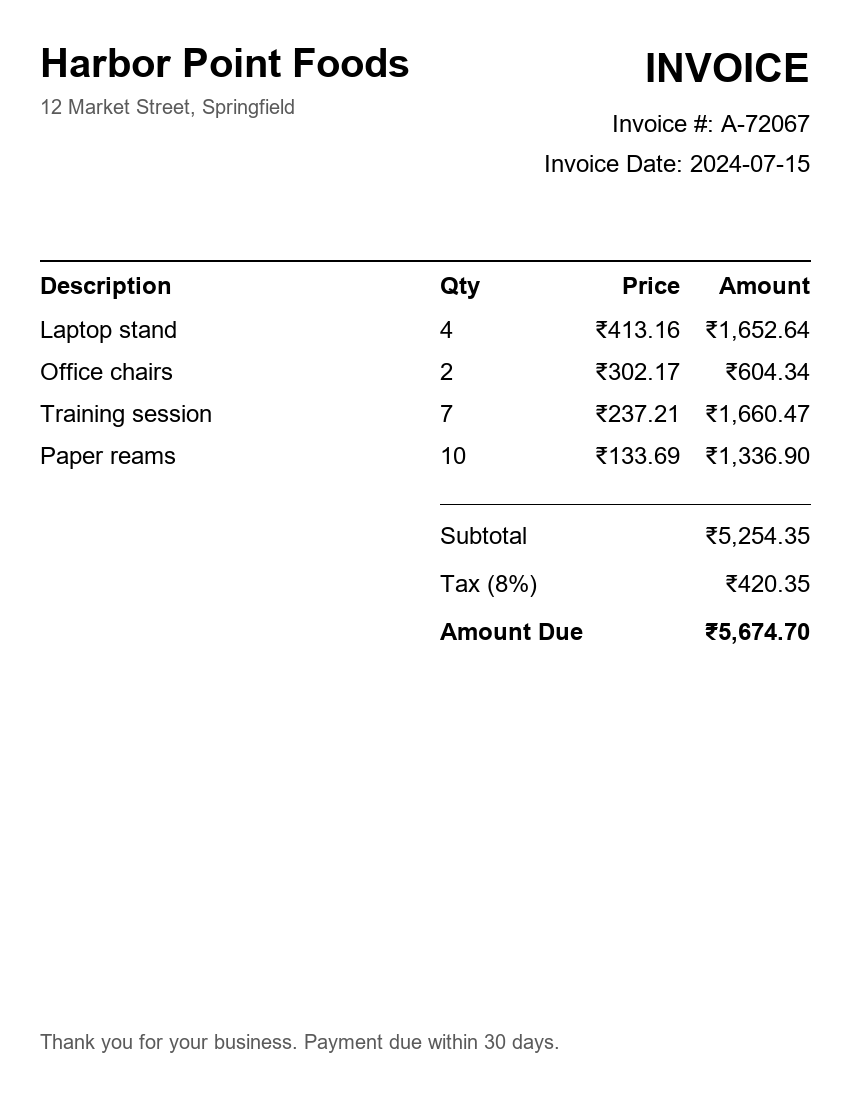 Harbor Point Foods
INVOICE
12 Market Street, Springfield
Invoice #: A-72067
Invoice Date: 2024-07-15
Description Qty Price Amount
Laptop stand 4 ₹413.16 ₹1,652.64
Office chairs 2 ₹302.17 ₹604.34
Training session 7 ₹237.21 ₹1,660.47
Paper reams 10 ₹133.69 ₹1,336.90
Subtotal ₹5,254.35
Tax (8%) ₹420.35
Amount Due ₹5,674.70
Thank you for your business. Payment due within 30 days.